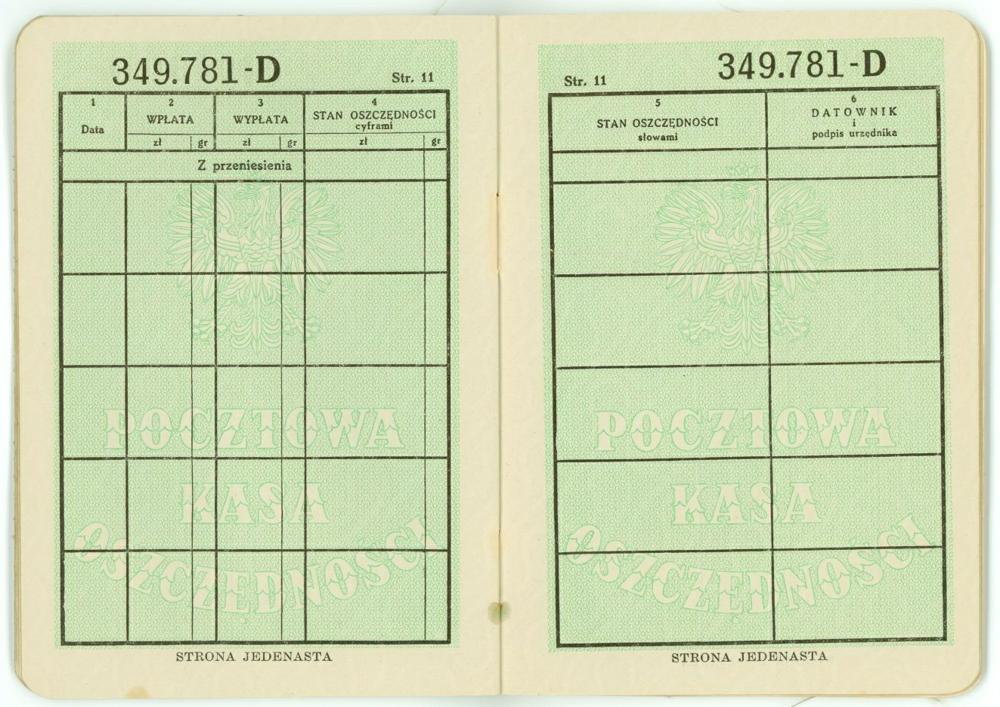 349.781-D
Str. 11
1 2 3 4
Data WPŁATA WYPŁATA STAN OSZCZĘDNOŚCI
cyframi
zł gr zł gr zł gr
Z przeniesienia
POCZTOWA
KASA
OSZCZĘDNOŚCI
STRONA JEDENASTA
Str. 11
349.781-D
5 6
STAN OSZCZĘDNOŚCI
słowami
DATOWNIK
i
podpis urzędnika
POCZTOWA
KASA
OSZCZĘDNOŚCI
STRONA JEDENASTA